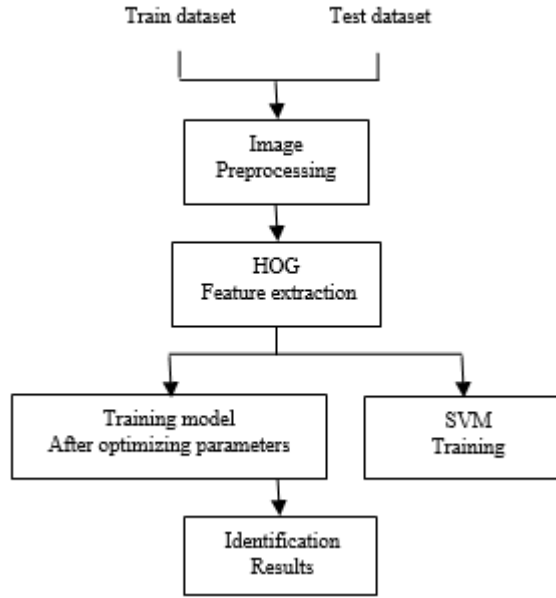 Train dataset
Test dataset
Image
Preprocessing
HOG
Feature extraction
Training model
After optimizing parameters
SVM
Training
Identification
Results